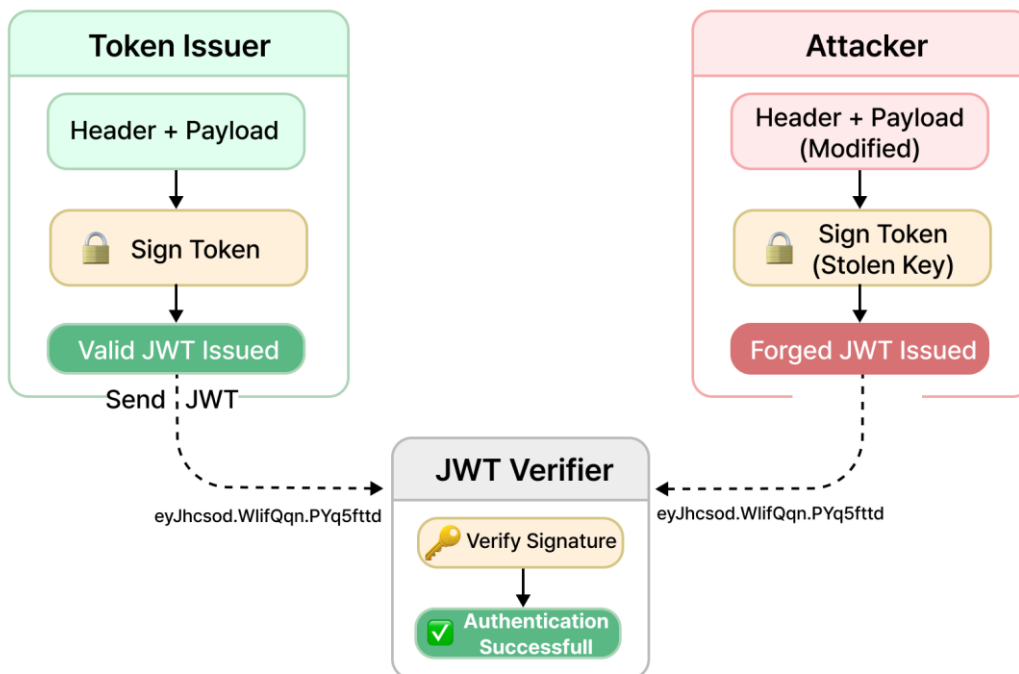 Token Issuer
Header + Payload
Sign Token
Valid JWT Issued
Send JWT
eyJhcsod.WlifQqn.PYq5fttd
Attacker
Header + Payload
(Modified)
Sign Token
(Stolen Key)
Forged JWT Issued
eyJhcsod.WlifQqn.PYq5fttd
JWT Verifier
Verify Signature
Authentication
Successfull